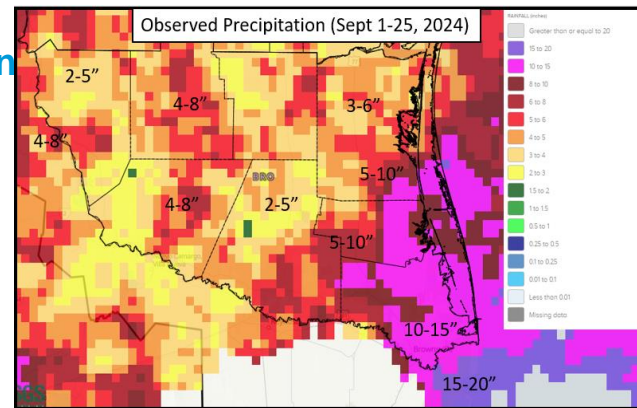 n
Observed Precipitation (Sept 1-25, 2024)
2-5”
4-8”
4-8”
3-6”
5-10”
BRO
4-8”
2-5”
5-10”
10-15”
15-20”
RAINFALL (inches)
Greater than or equal to 20
15 to 20
10 to 15
8 to 10
6 to 8
5 to 6
4 to 5
3 to 4
2 to 3
1.5 to 2
1 to 1.5
0.5 to 1
0.25 to 0.5
0.1 to 0.25
0.01 to 0.1
Less than 0.01
Missing data